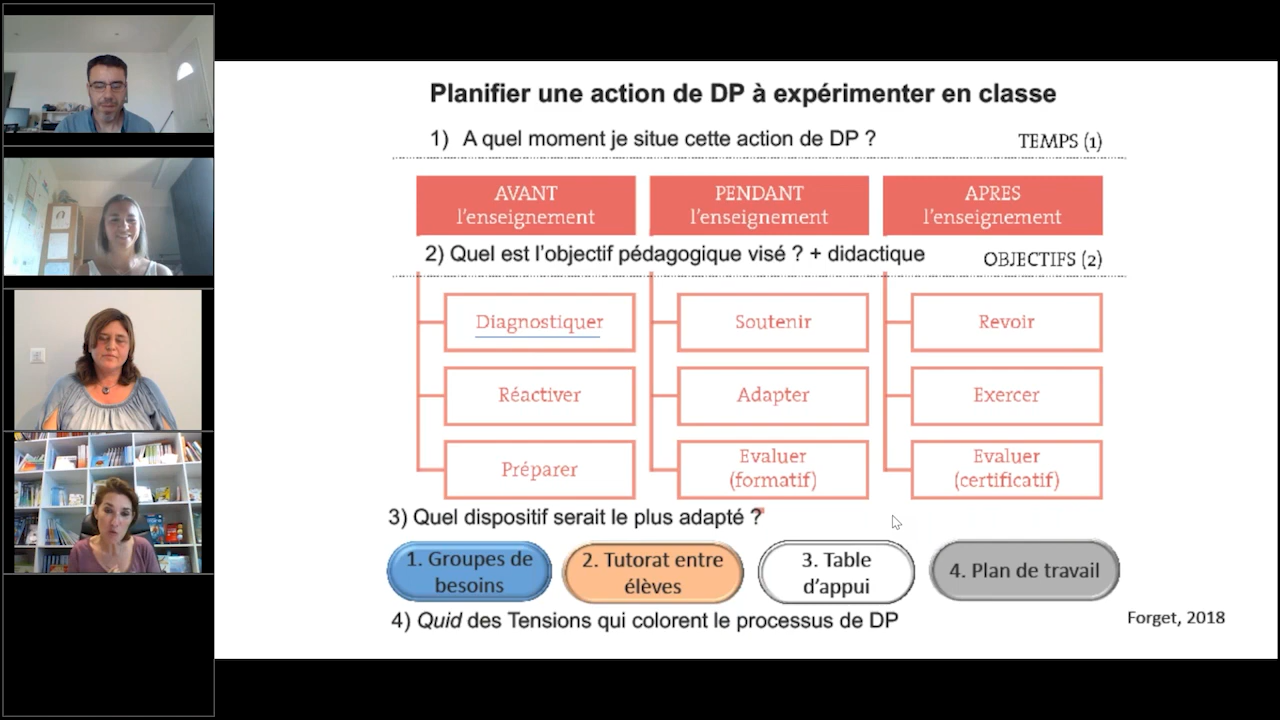 Planifier une action de DP à expérimenter en classe
1) A quel moment je situe cette action de DP ?
TEMPS (1)
AVANT
l'enseignement
PENDANT
l'enseignement
APRES
l'enseignement
2) Quel est l'objectif pédagogique visé ? + didactique
OBJECTIFS (2)
Diagnostiquer
Soutenir
Revoir
Réactiver
Adapter
Exercer
Préparer
Evaluer
(formatif)
Evaluer
(certificatif)
3) Quel dispositif serait le plus adapté ?
1. Groupes de
besoins
2. Tutorat entre
élèves
3. Table
d'appui
4. Plan de travail
4) Quid des Tensions qui colorent le processus de DP
Forget, 2018